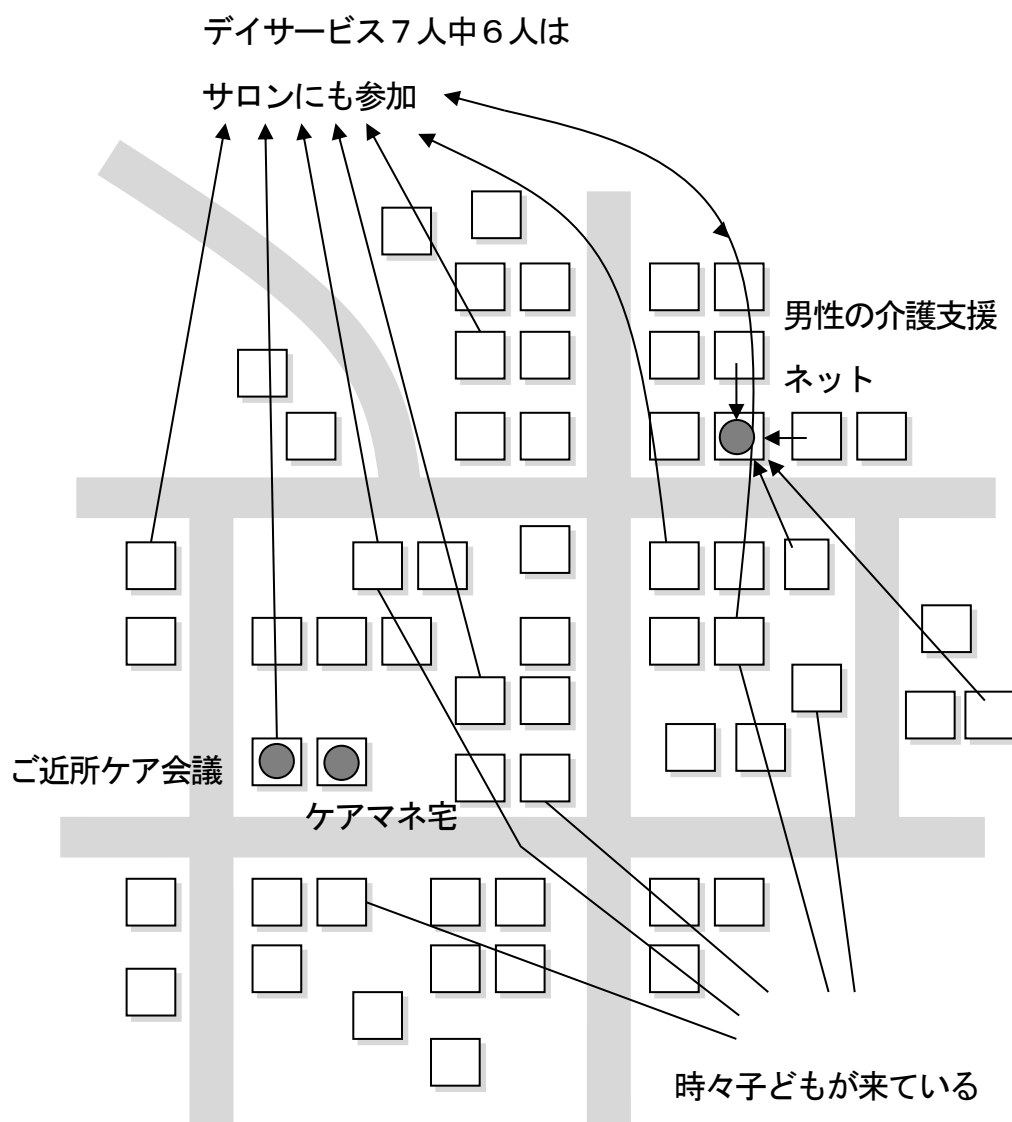 デイサービス７人中６人は
サロンにも参加
男性の介護支援
ネット
ご近所ケア会議
ケアマネ宅
時々子どもが来ている